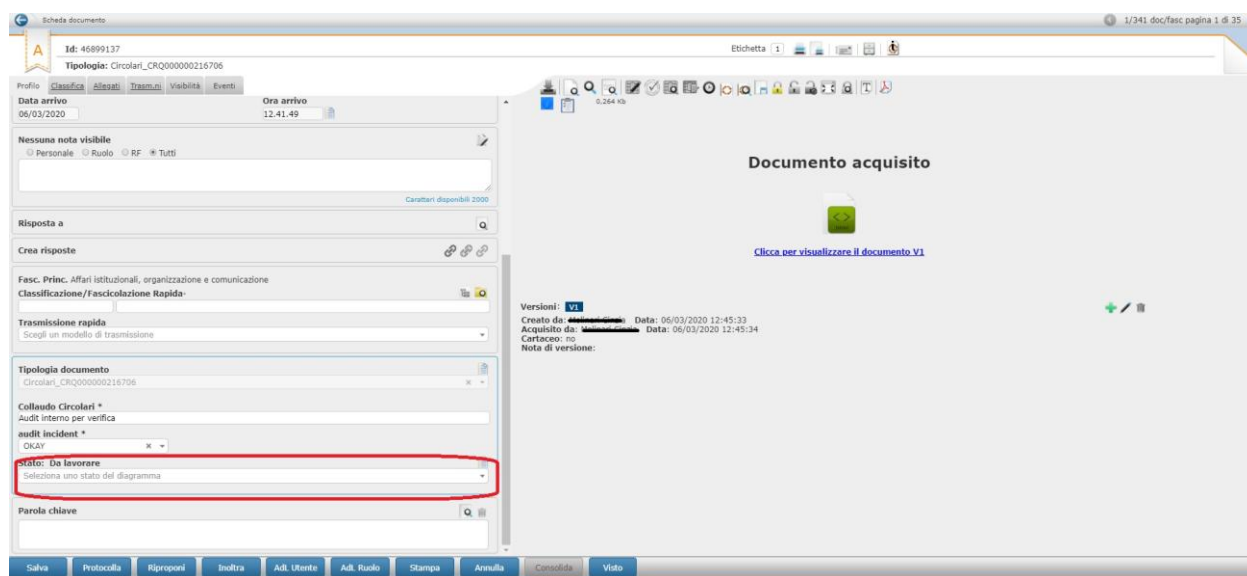 Scheda documento
1/341 doc/fasc pagina 1 di 35
A
Id: 46899137
Etichetta 1
Tipologia: Circolari_CRQ000000216706
Profilo Classifica Allegati Trasm.ni Visibilità Eventi
Data arrivo Ora arrivo
06/03/2020 12.41.49
0,264 Kb
Nessuna nota visibile
Personale Ruolo RF Tutti
Caratteri disponibili 2000
Risposta a
Crea risposte
Fasc. Princ. Affari istituzionali, organizzazione e comunicazione
Classificazione/Fascicolazione Rapida
Trasmissione rapida
Scegli un modello di trasmissione
Tipologia documento
Circolari_CRQ000000216706
Collaudo Circolari *
Audit interno per verifica
audit incident *
OKAY
Stato: Da lavorare
Seleziona uno stato del diagramma
Parola chiave
Documento acquisito
Clicca per visualizzare il documento V1
Versioni: V1
Creato da: Data: 06/03/2020 12:45:33
Acquisito da: Data: 06/03/2020 12:45:34
Cartaceo: no
Nota di versione:
Salva Protocolla Riproponi Inoltra AdL Utente AdL Ruolo Stampa Annulla Consolida Visto